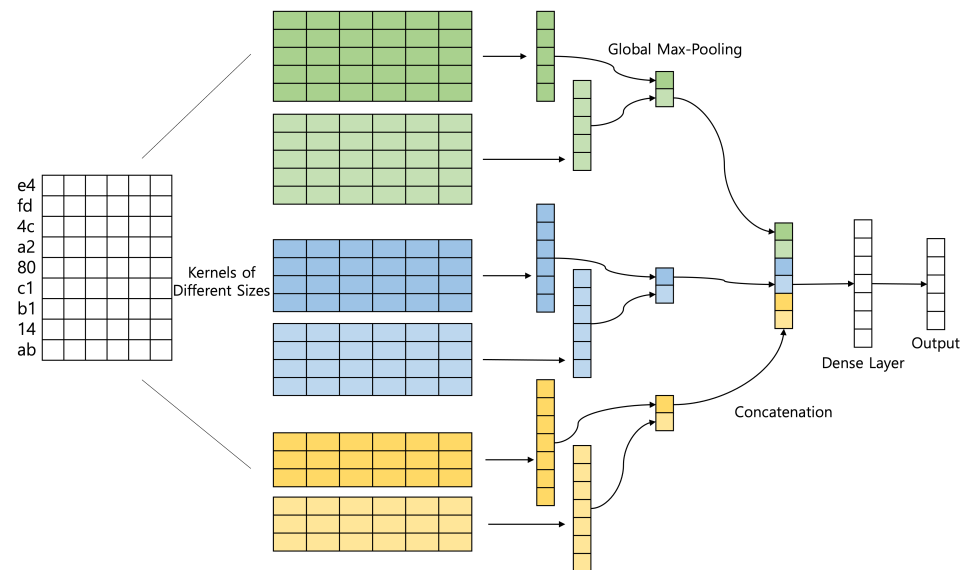 Global Max-Pooling
e4
fd
4c
a2
80
c1
b1
14
ab
Kernels of
Different Sizes
Output
Dense Layer
Concatenation